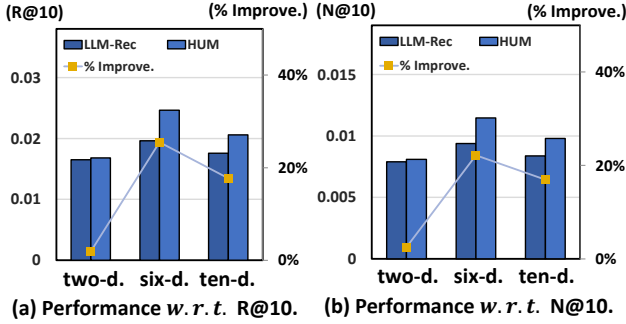 (R@10) (% Improve.)
LLM-Rec HUM
% Improve.
0.03
0.02
0.01
0
40%
20%
0%
two-d. six-d. ten-d.
(a) Performance w.r.t. R@10.
(N@10) (% Improve.)
LLM-Rec HUM
% Improve.
0.015
0.01
0.005
0
40%
20%
0%
two-d. six-d. ten-d.
(b) Performance w.r.t. N@10.